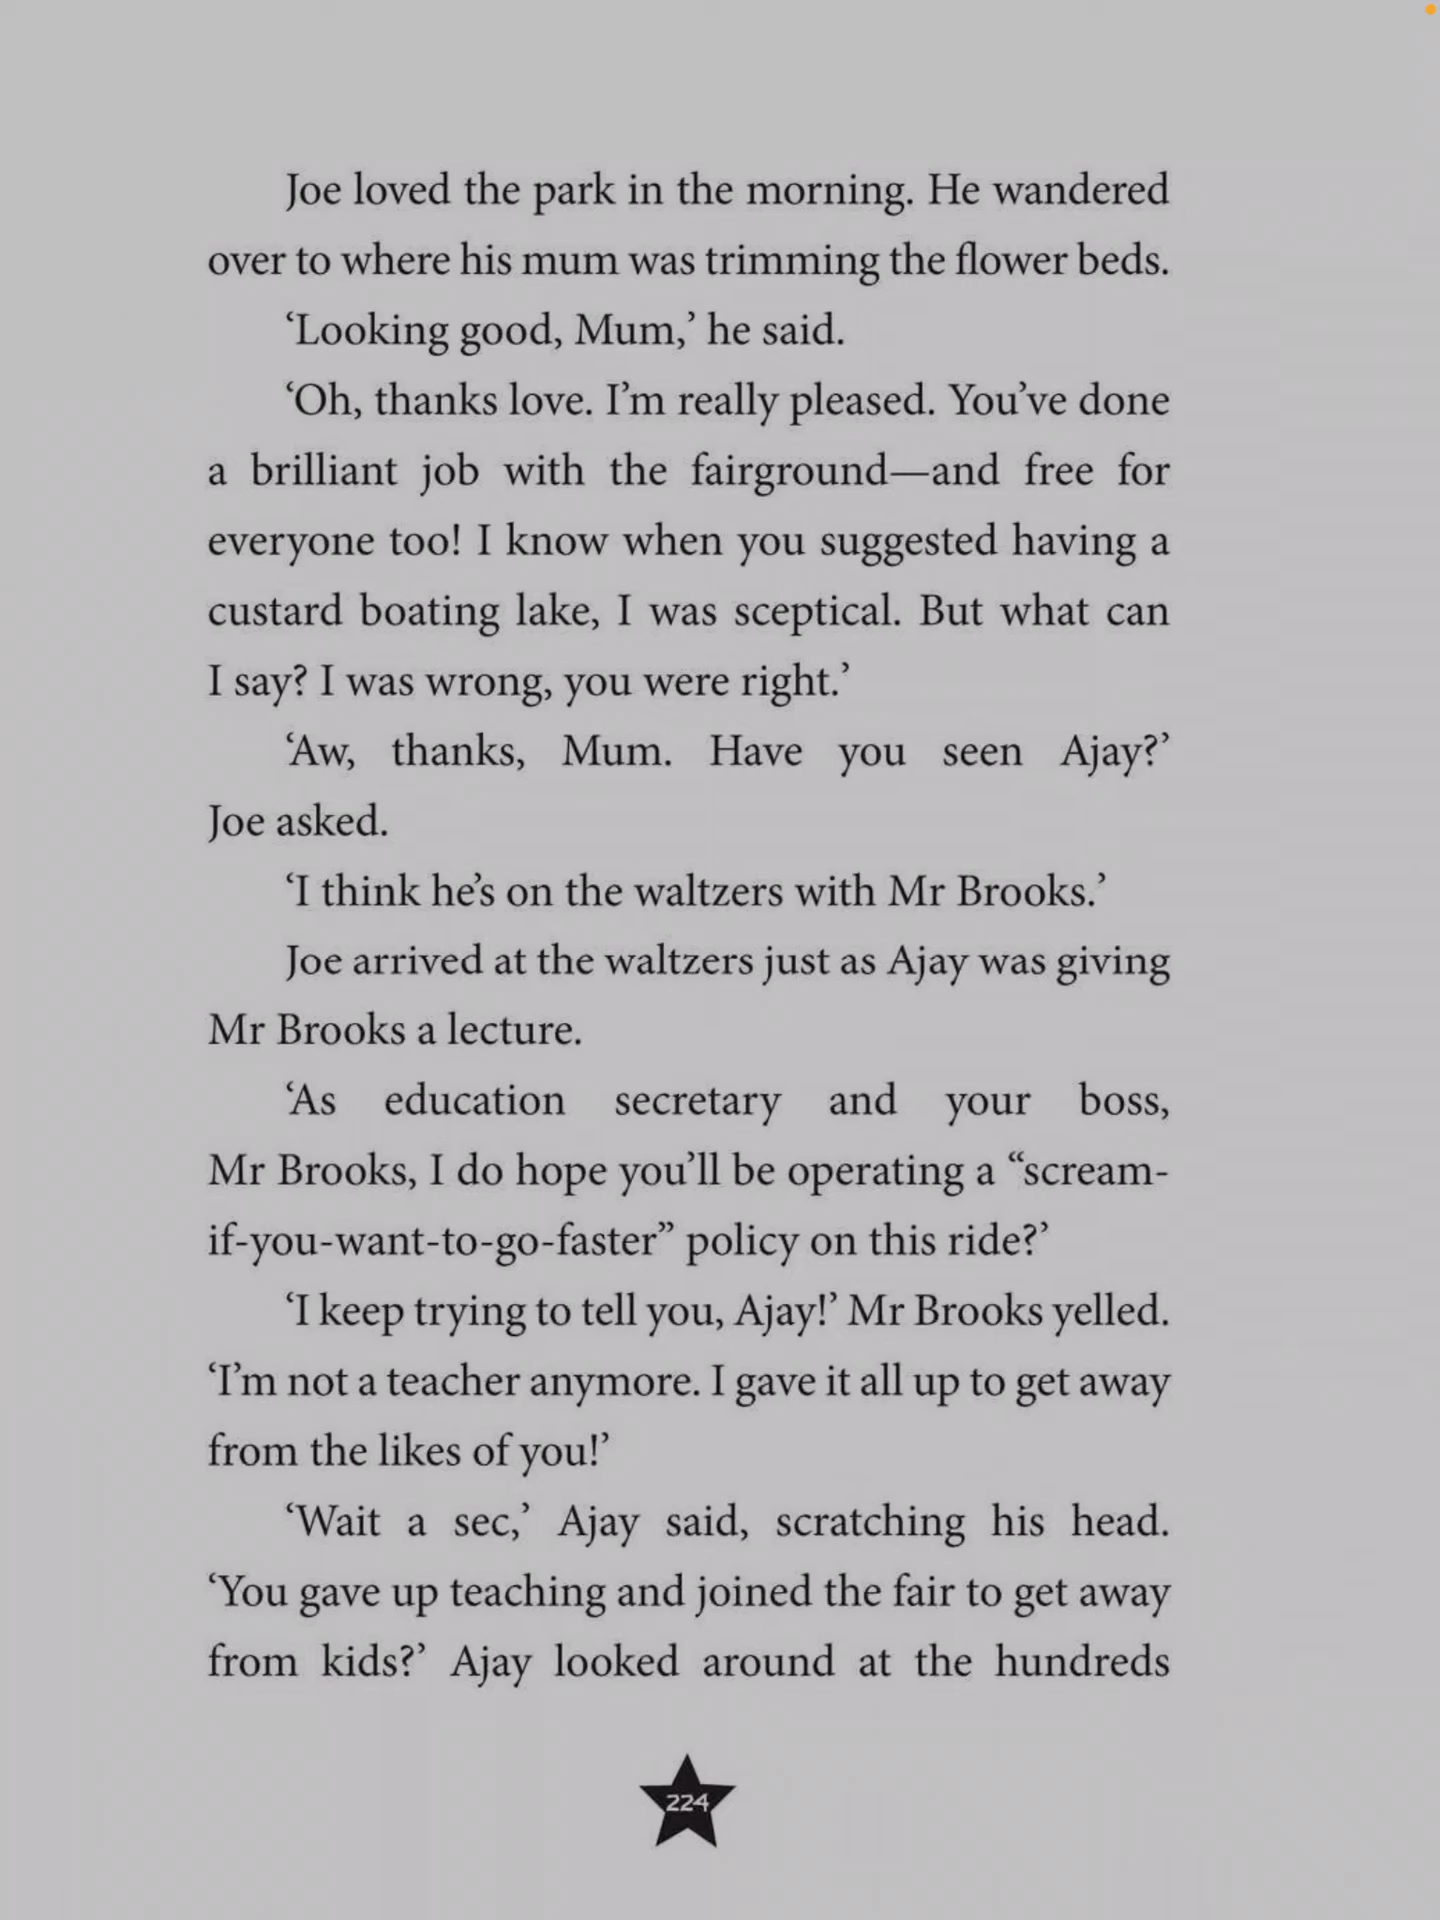 Joe loved the park in the morning. He wandered
over to where his mum was trimming the flower beds.
‘Looking good, Mum,’ he said.
‘Oh, thanks love. I’m really pleased. You’ve done
a brilliant job with the fairground—and free for
everyone too! I know when you suggested having a
custard boating lake, I was sceptical. But what can
I say? I was wrong, you were right.’
‘Aw, thanks, Mum. Have you seen Ajay?’
Joe asked.
‘I think he’s on the waltzers with Mr Brooks.’
Joe arrived at the waltzers just as Ajay was giving
Mr Brooks a lecture.
‘As education secretary and your boss,
Mr Brooks, I do hope you’ll be operating a “scream-
if-you-want-to-go-faster” policy on this ride?’
‘I keep trying to tell you, Ajay!’ Mr Brooks yelled.
‘I’m not a teacher anymore. I gave it all up to get away
from the likes of you!’
‘Wait a sec,’ Ajay said, scratching his head.
‘You gave up teaching and joined the fair to get away
from kids?’ Ajay looked around at the hundreds
224